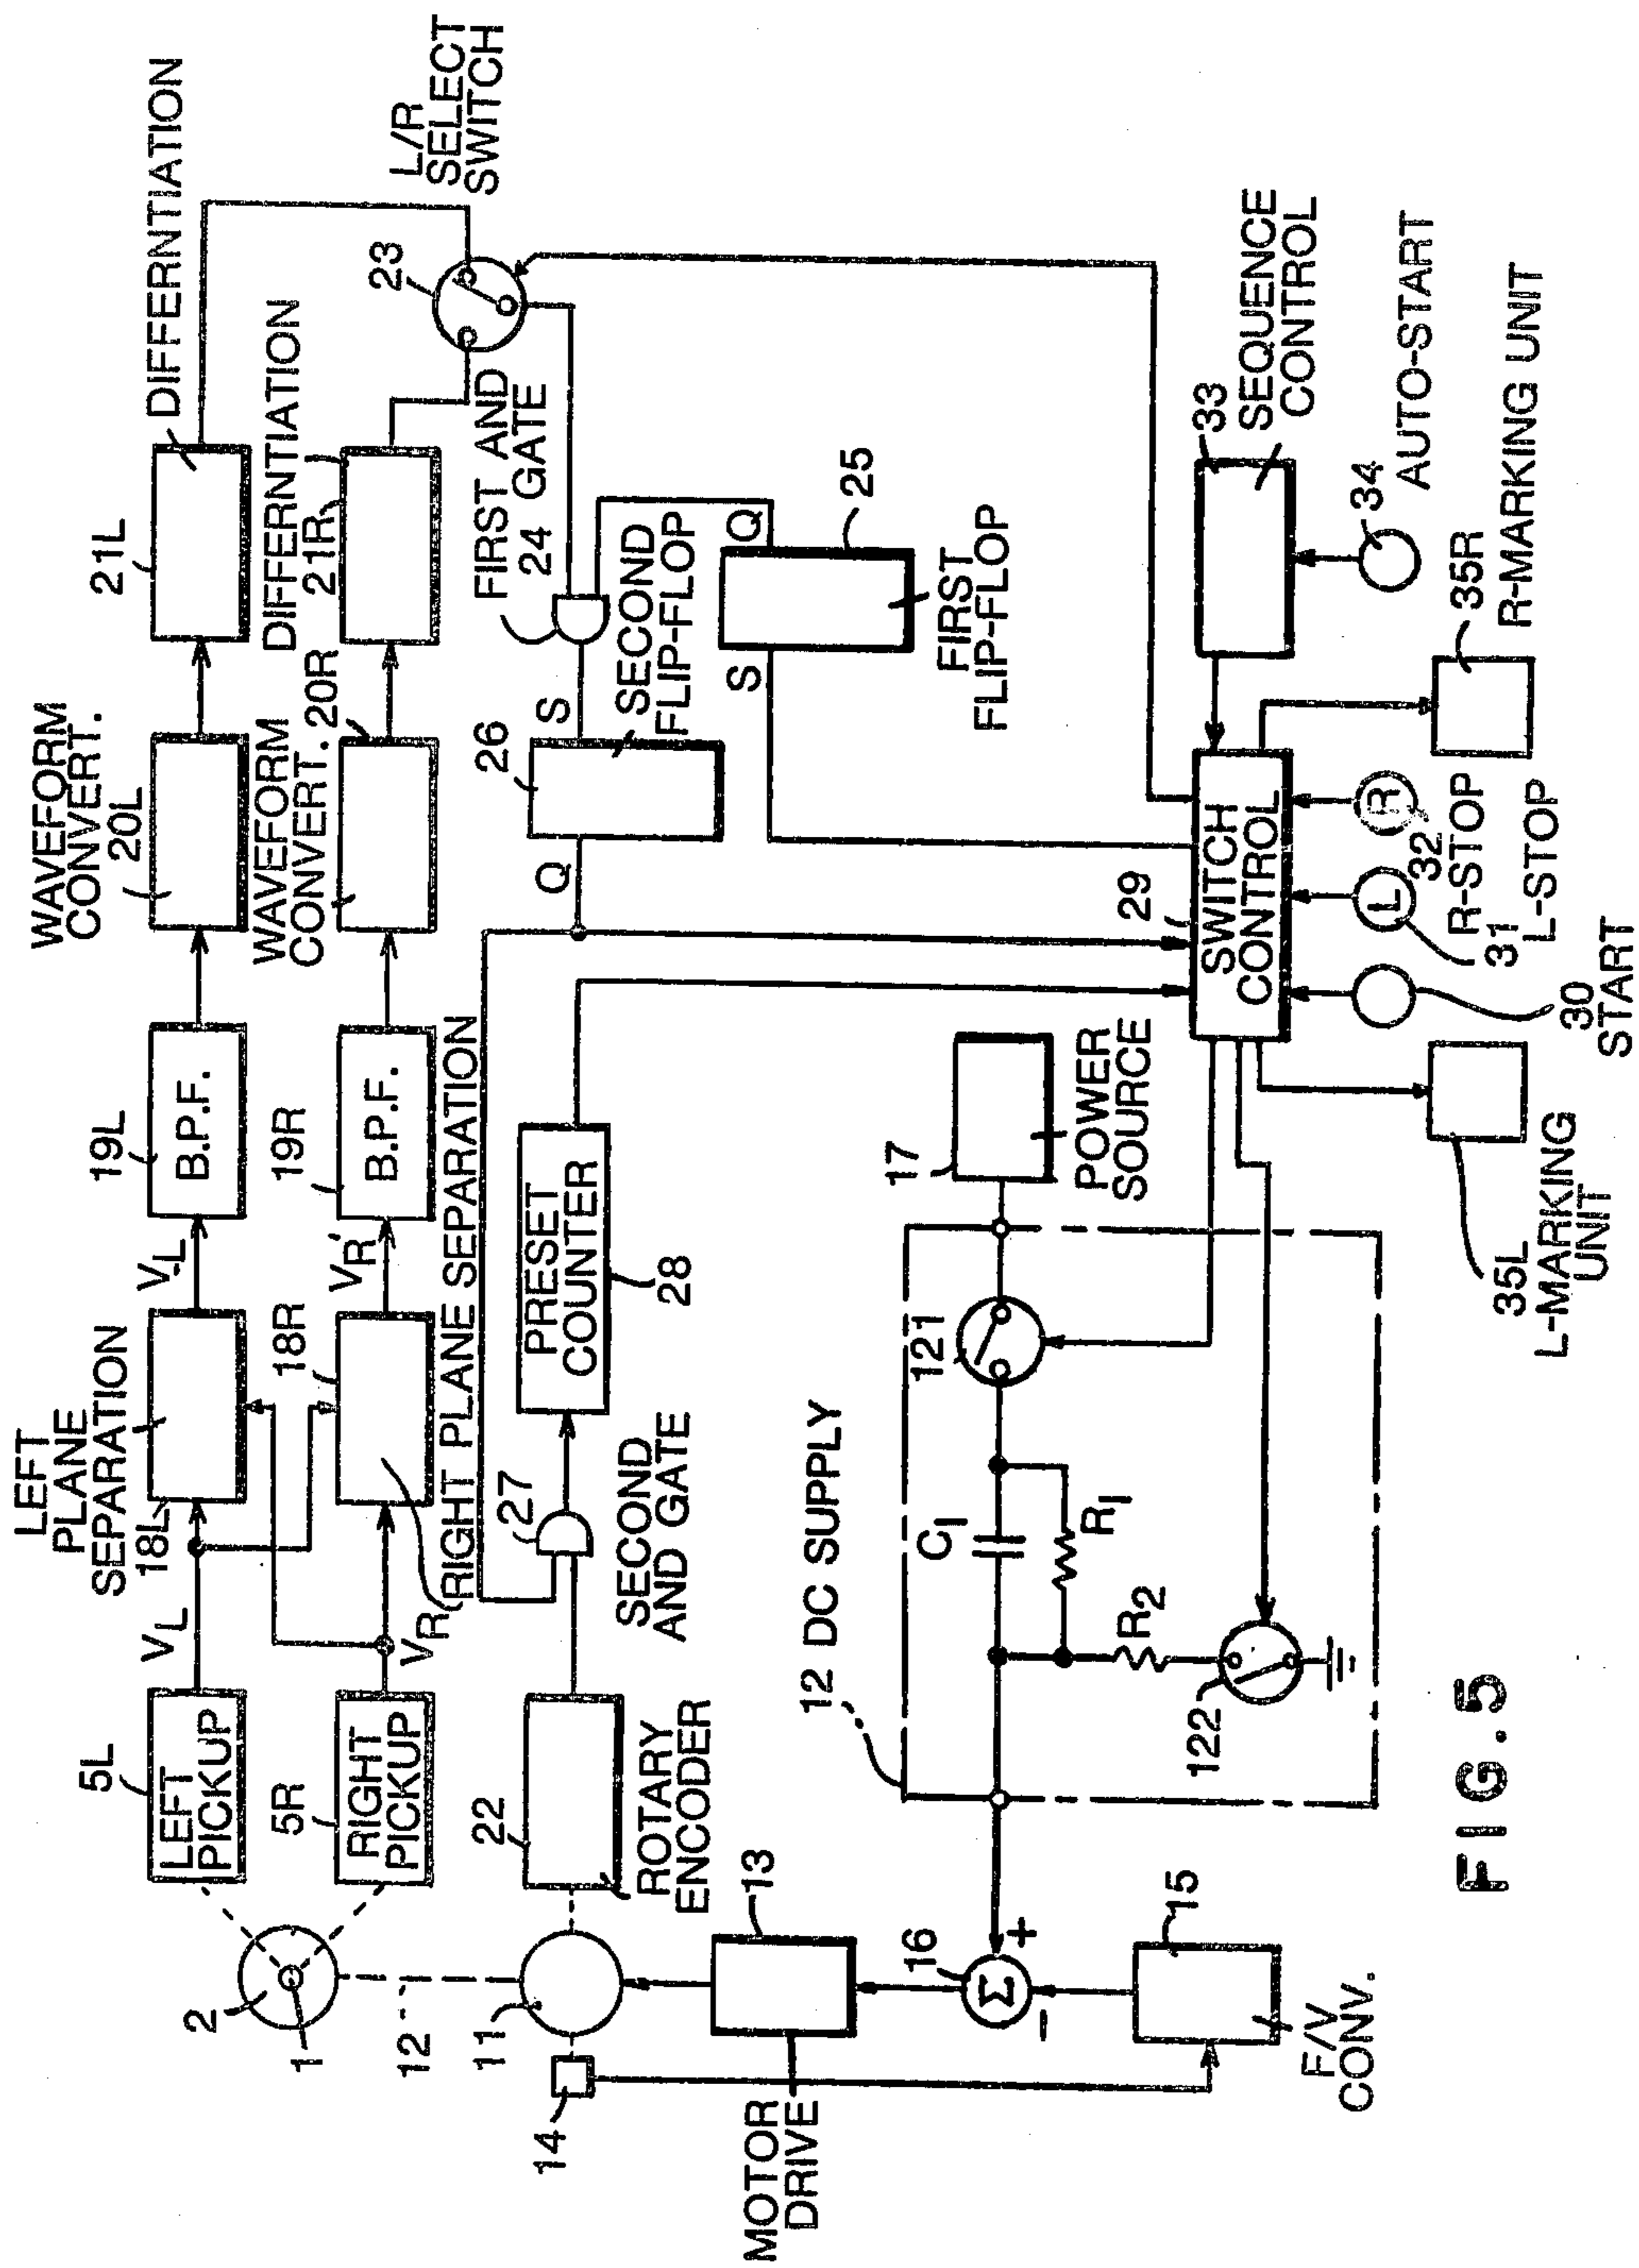 LEFT
PLANE
SEPARATION
18L
WAVEFORM
CONVERT.
20L
DIFFERNTIATION
21L
5L
LEFT
PICKUP
VL
V'L
19L
B.P.F.
5R
RIGHT
PICKUP
VR
18R
VR'
19R
B.P.F.
WAVEFORM
CONVERT. 20R
DIFFERNTIATION
21R
L/R
SELECT
SWITCH
23
2
1
12
RIGHT PLANE SEPARATION
22
ROTARY
ENCODER
27
SECOND
AND GATE
PRESET
COUNTER
28
Q
26
S
SECOND
FLIP-FLOP
FIRST AND
24 GATE
Q
25
S
FIRST
FLIP-FLOP
11
14
13
MOTOR
DRIVE
16
Σ
+
−
15
F/V
CONV.
12 DC SUPPLY
C1
R1
R2
121
122
17
POWER
SOURCE
29
SWITCH
CONTROL
33
SEQUENCE
CONTROL
34
AUTO-START
35R
R-MARKING UNIT
R
32
R-STOP
L
31
L-STOP
30
START
35L
L-MARKING
UNIT
FIG.5